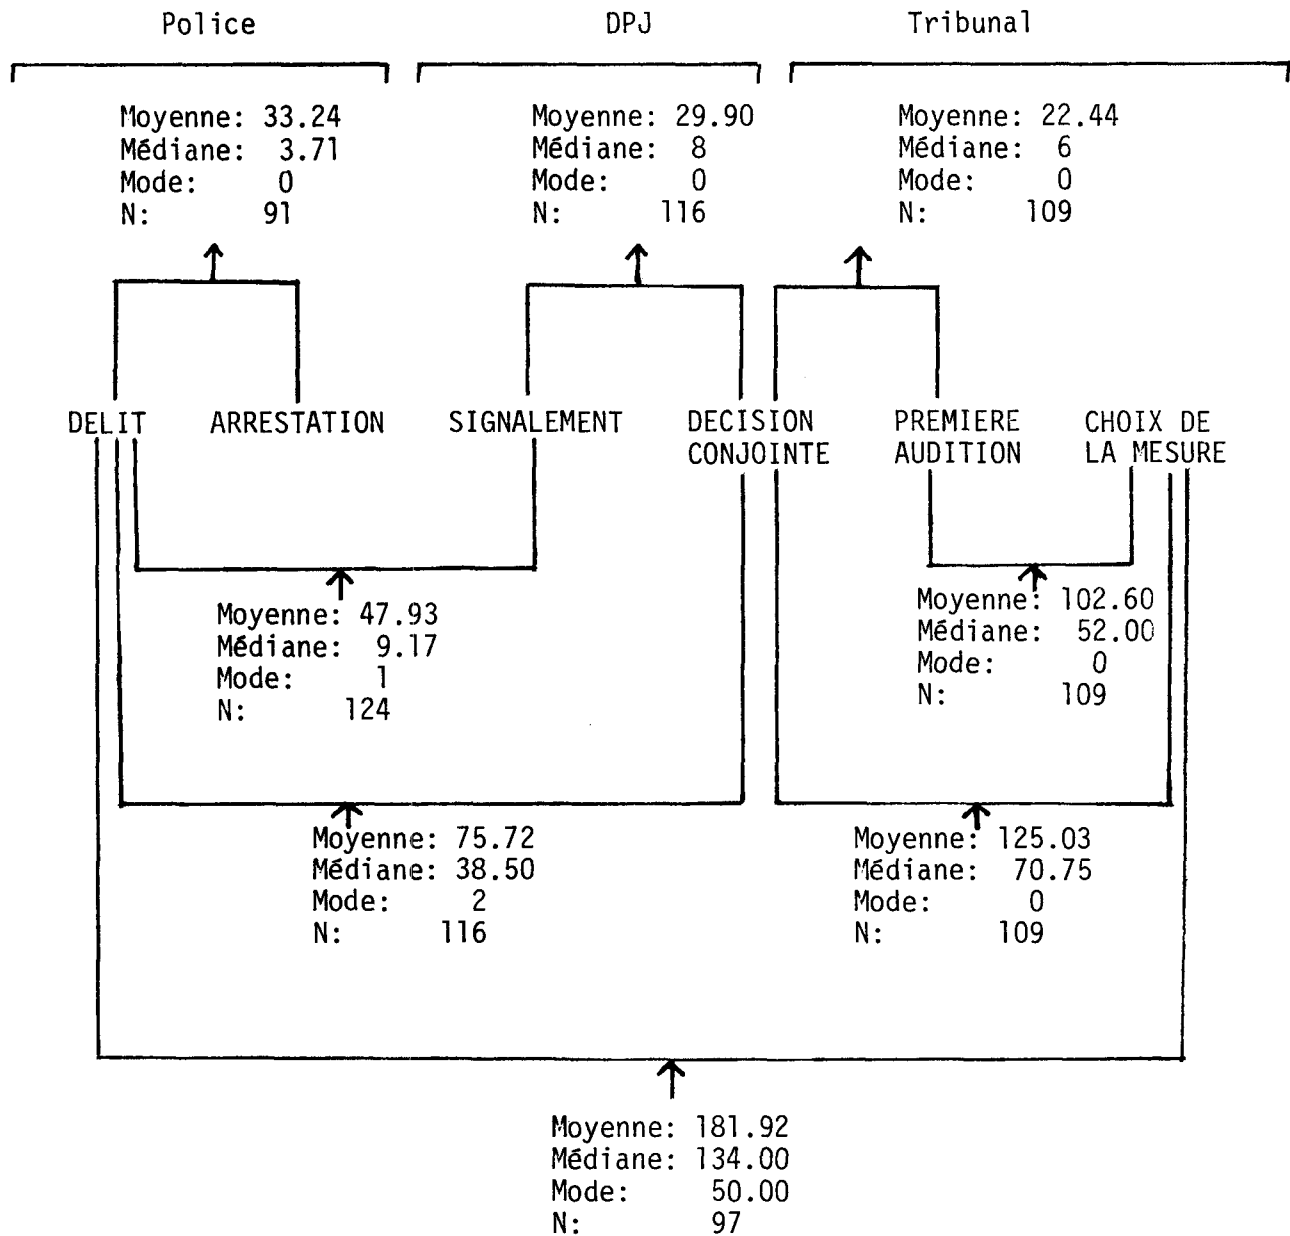 Police DPJ Tribunal
Moyenne: 33.24 Moyenne: 29.90 Moyenne: 22.44
Médiane: 3.71 Médiane: 8 Médiane: 6
Mode: 0 Mode: 0 Mode: 0
N: 91 N: 116 N: 109
DELIT ARRESTATION SIGNALEMENT DECISION PREMIERE CHOIX DE
CONJOINTE AUDITION LA MESURE
Moyenne: 47.93 Moyenne: 102.60
Médiane: 9.17 Médiane: 52.00
Mode: 1 Mode: 0
N: 124 N: 109
Moyenne: 75.72 Moyenne: 125.03
Médiane: 38.50 Médiane: 70.75
Mode: 2 Mode: 0
N: 116 N: 109
Moyenne: 181.92
Médiane: 134.00
Mode: 50.00
N: 97